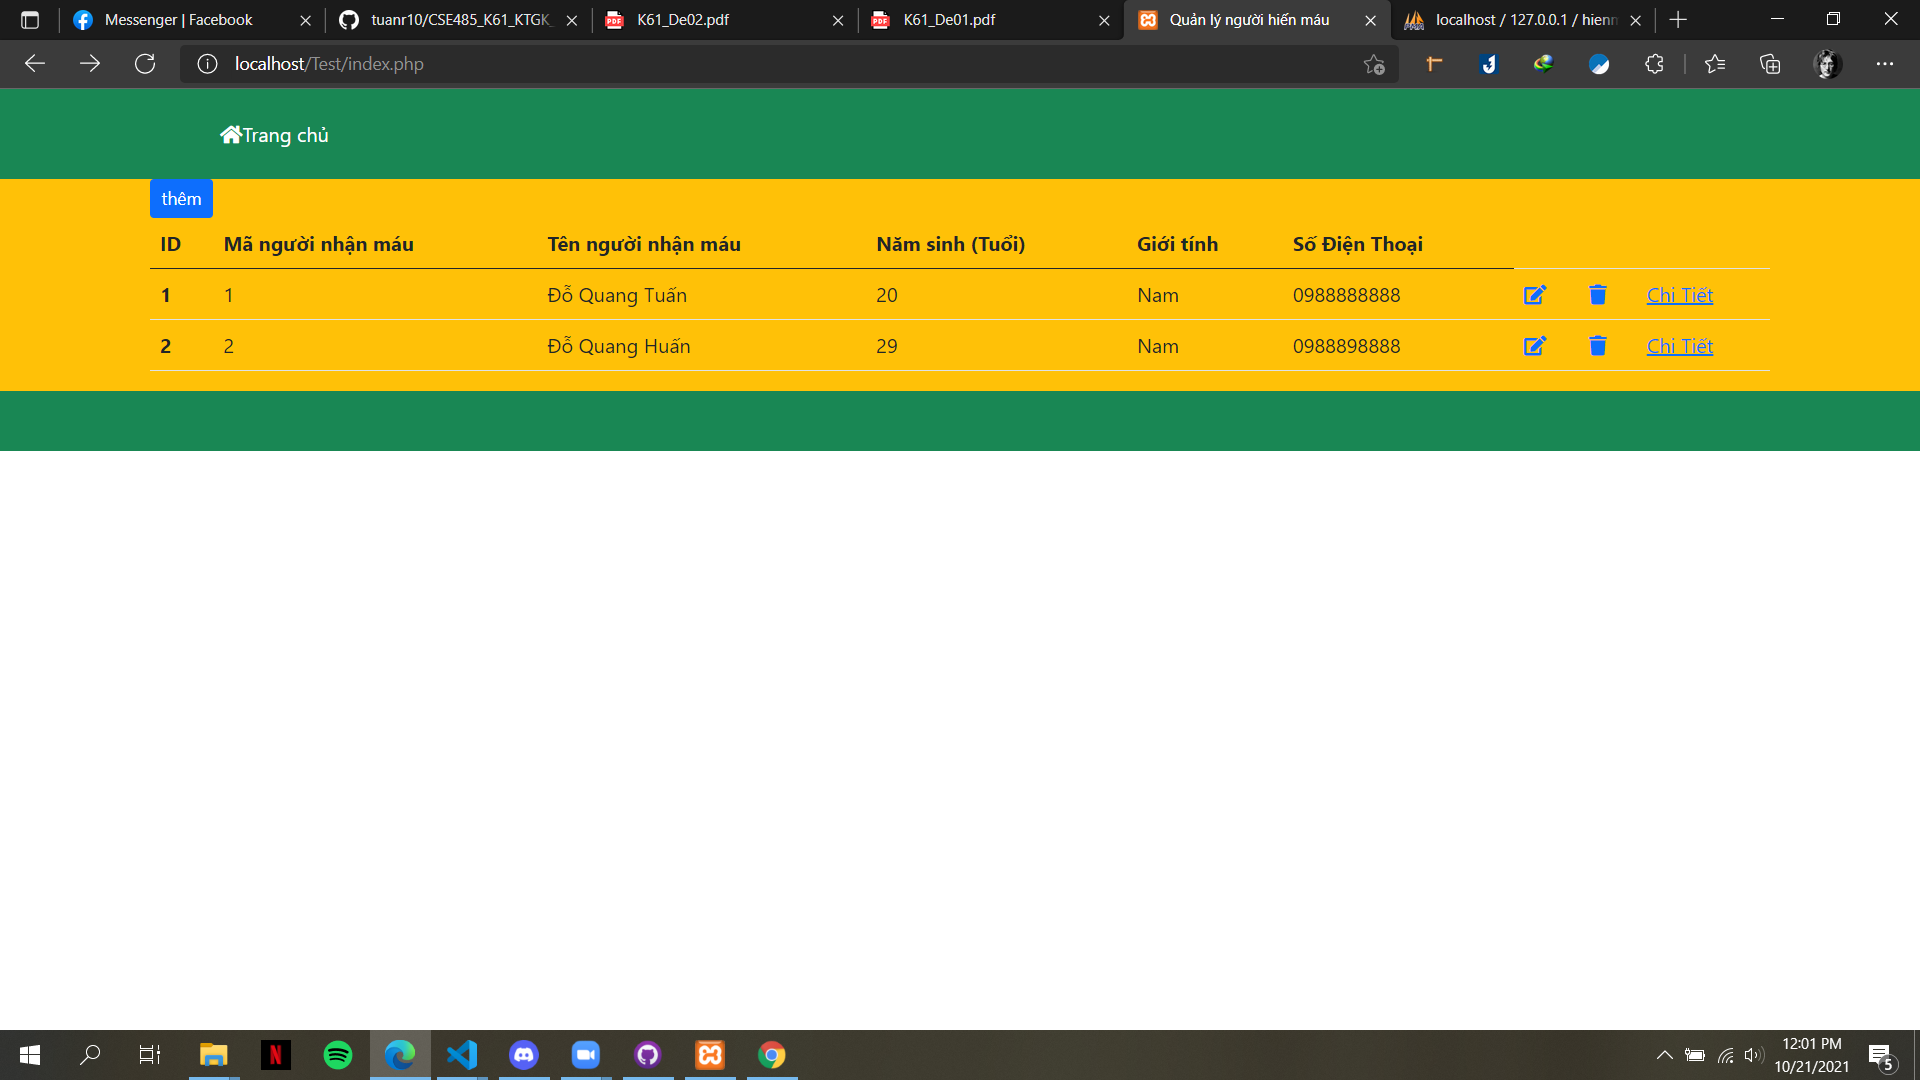 Messenger | Facebook
tuanr10/CSE485_K61_KTGK_
K61_De02.pdf
K61_De01.pdf
Quản lý người hiến máu
localhost / 127.0.0.1 / hienm
localhost/Test/index.php
Trang chủ
thêm
ID Mã người nhận máu Tên người nhận máu Năm sinh (Tuổi) Giới tính Số Điện Thoại
1 1 Đỗ Quang Tuấn 20 Nam 0988888888 Chi Tiết
2 2 Đỗ Quang Huấn 29 Nam 0988898888 Chi Tiết
12:01 PM
10/21/2021
5